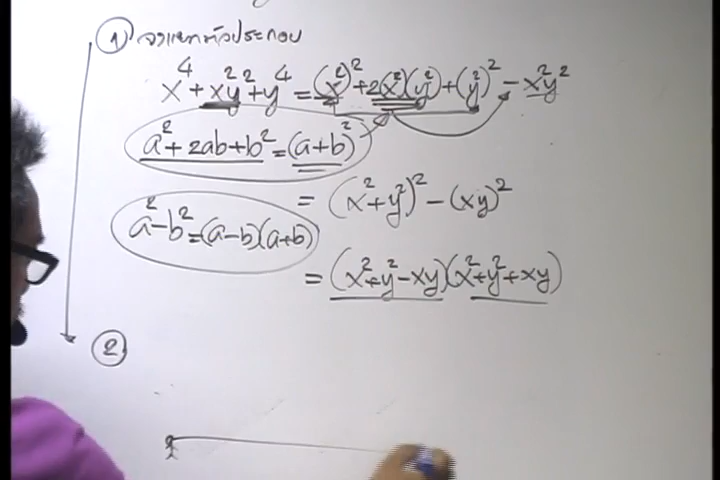 ① จงแยกตัวประกอบ
x⁴+x²y²+y⁴ = (x²)²+2(x²)(y²)+(y²)²-x²y²
a²+2ab+b²=(a+b)²
= (x²+y²)²-(xy)²
a²-b²=(a-b)(a+b)
= (x²+y²-xy)(x²+y²+xy)
②